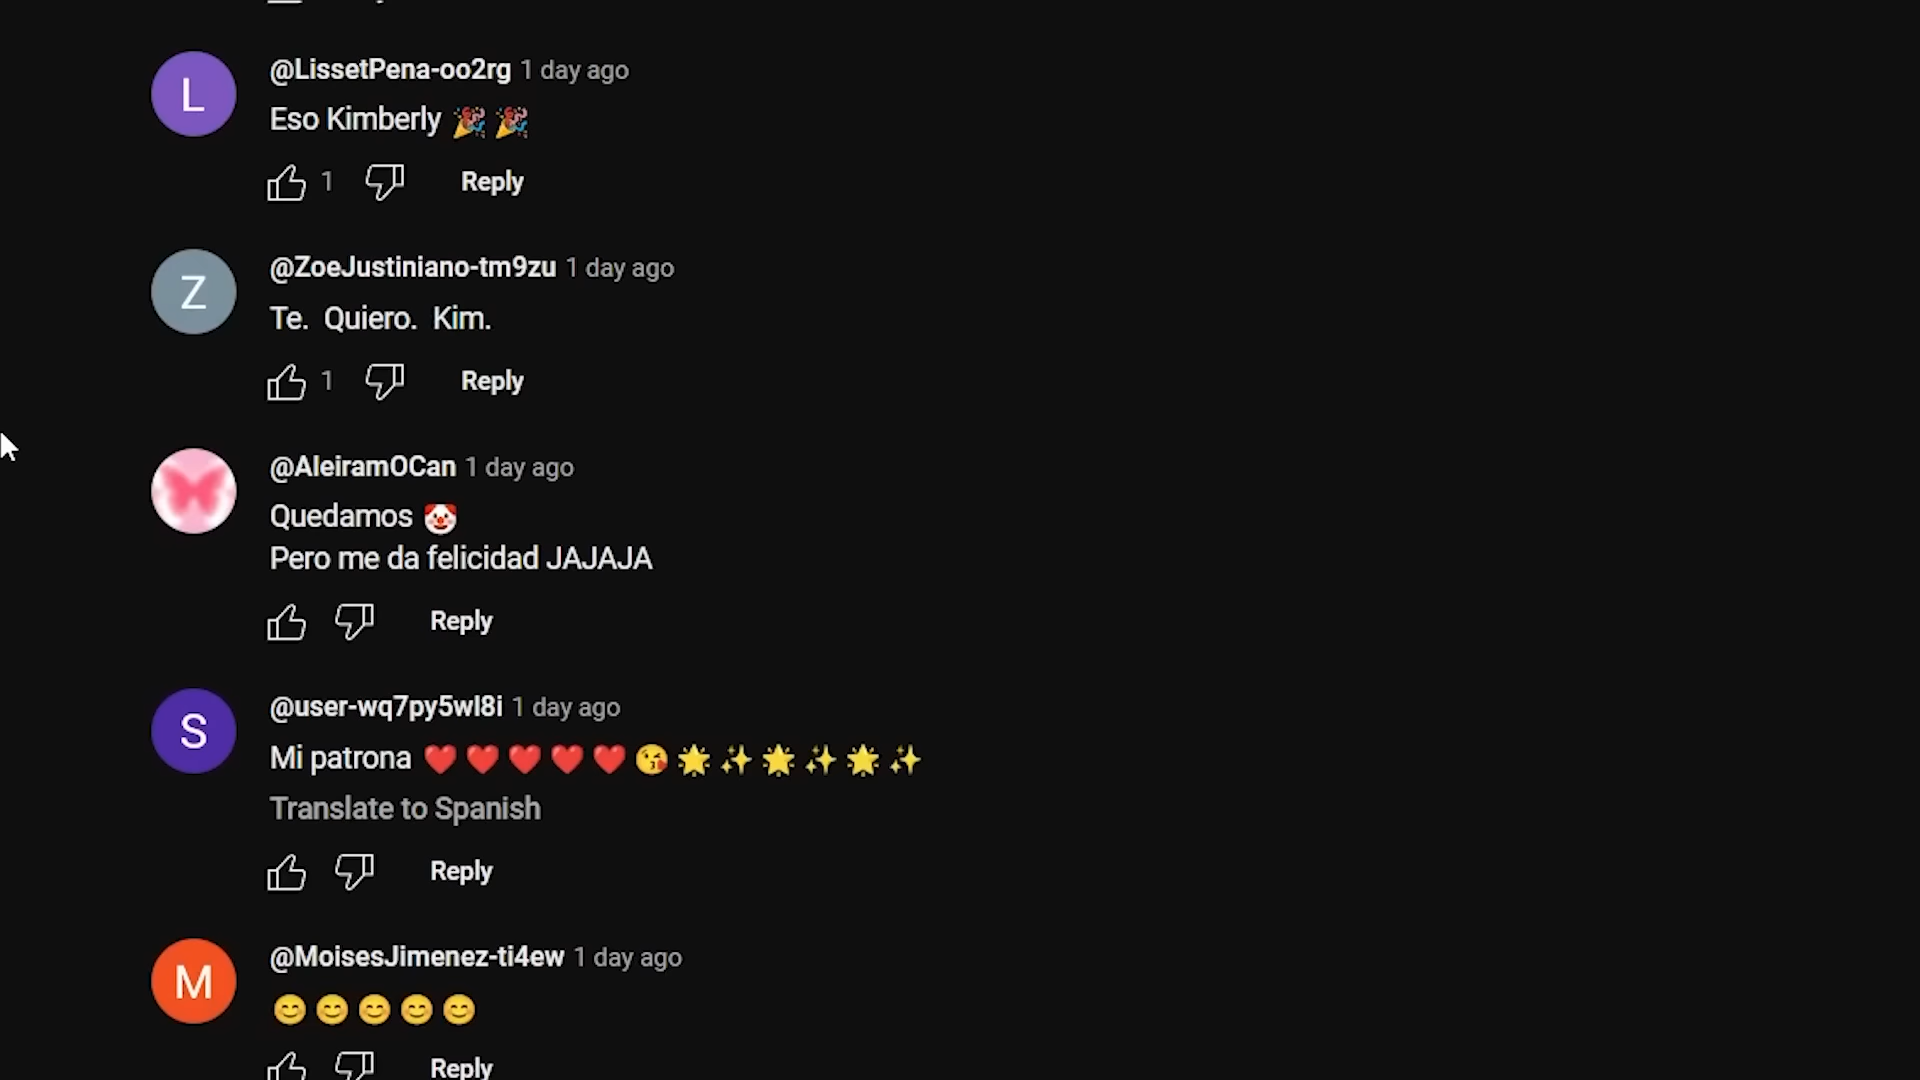 L
@LissetPena-oo2rg 1 day ago
Eso Kimberly 🎉 🎉
1 Reply
Z
@ZoeJustiniano-tm9zu 1 day ago
Te. Quiero. Kim.
1 Reply
@AleiramOCan 1 day ago
Quedamos 🤡
Pero me da felicidad JAJAJA
Reply
S
@user-wq7py5wl8i 1 day ago
Mi patrona ❤️ ❤️ ❤️ ❤️ ❤️ 😘 🌟 ✨ 🌟 ✨ 🌟 ✨
Translate to Spanish
Reply
M
@MoisesJimenez-ti4ew 1 day ago
😊 😊 😊 😊 😊
Reply